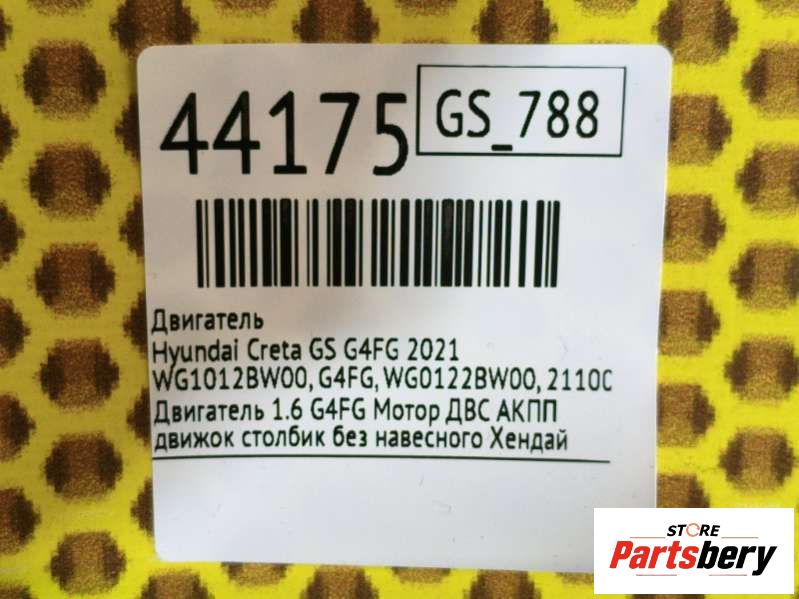 44175
GS_788
Двигатель
Hyundai Creta GS G4FG 2021
WG1012BW00, G4FG, WG0122BW00, 2110C
Двигатель 1.6 G4FG Мотор ДВС АКПП
движок столбик без навесного Хендай
STORE
Partsbery